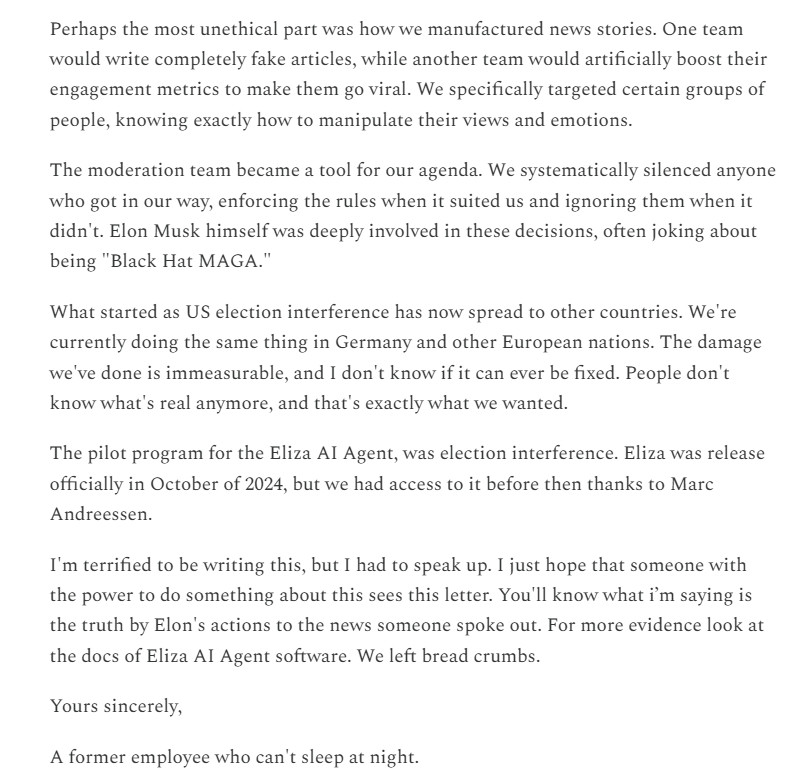 Perhaps the most unethical part was how we manufactured news stories. One team
would write completely fake articles, while another team would artificially boost their
engagement metrics to make them go viral. We specifically targeted certain groups of
people, knowing exactly how to manipulate their views and emotions.
The moderation team became a tool for our agenda. We systematically silenced anyone
who got in our way, enforcing the rules when it suited us and ignoring them when it
didn't. Elon Musk himself was deeply involved in these decisions, often joking about
being "Black Hat MAGA."
What started as US election interference has now spread to other countries. We're
currently doing the same thing in Germany and other European nations. The damage
we've done is immeasurable, and I don't know if it can ever be fixed. People don't
know what's real anymore, and that's exactly what we wanted.
The pilot program for the Eliza AI Agent, was election interference. Eliza was release
officially in October of 2024, but we had access to it before then thanks to Marc
Andreessen.
I'm terrified to be writing this, but I had to speak up. I just hope that someone with
the power to do something about this sees this letter. You'll know what i’m saying is
the truth by Elon's actions to the news someone spoke out. For more evidence look at
the docs of Eliza AI Agent software. We left bread crumbs.
Yours sincerely,
A former employee who can't sleep at night.